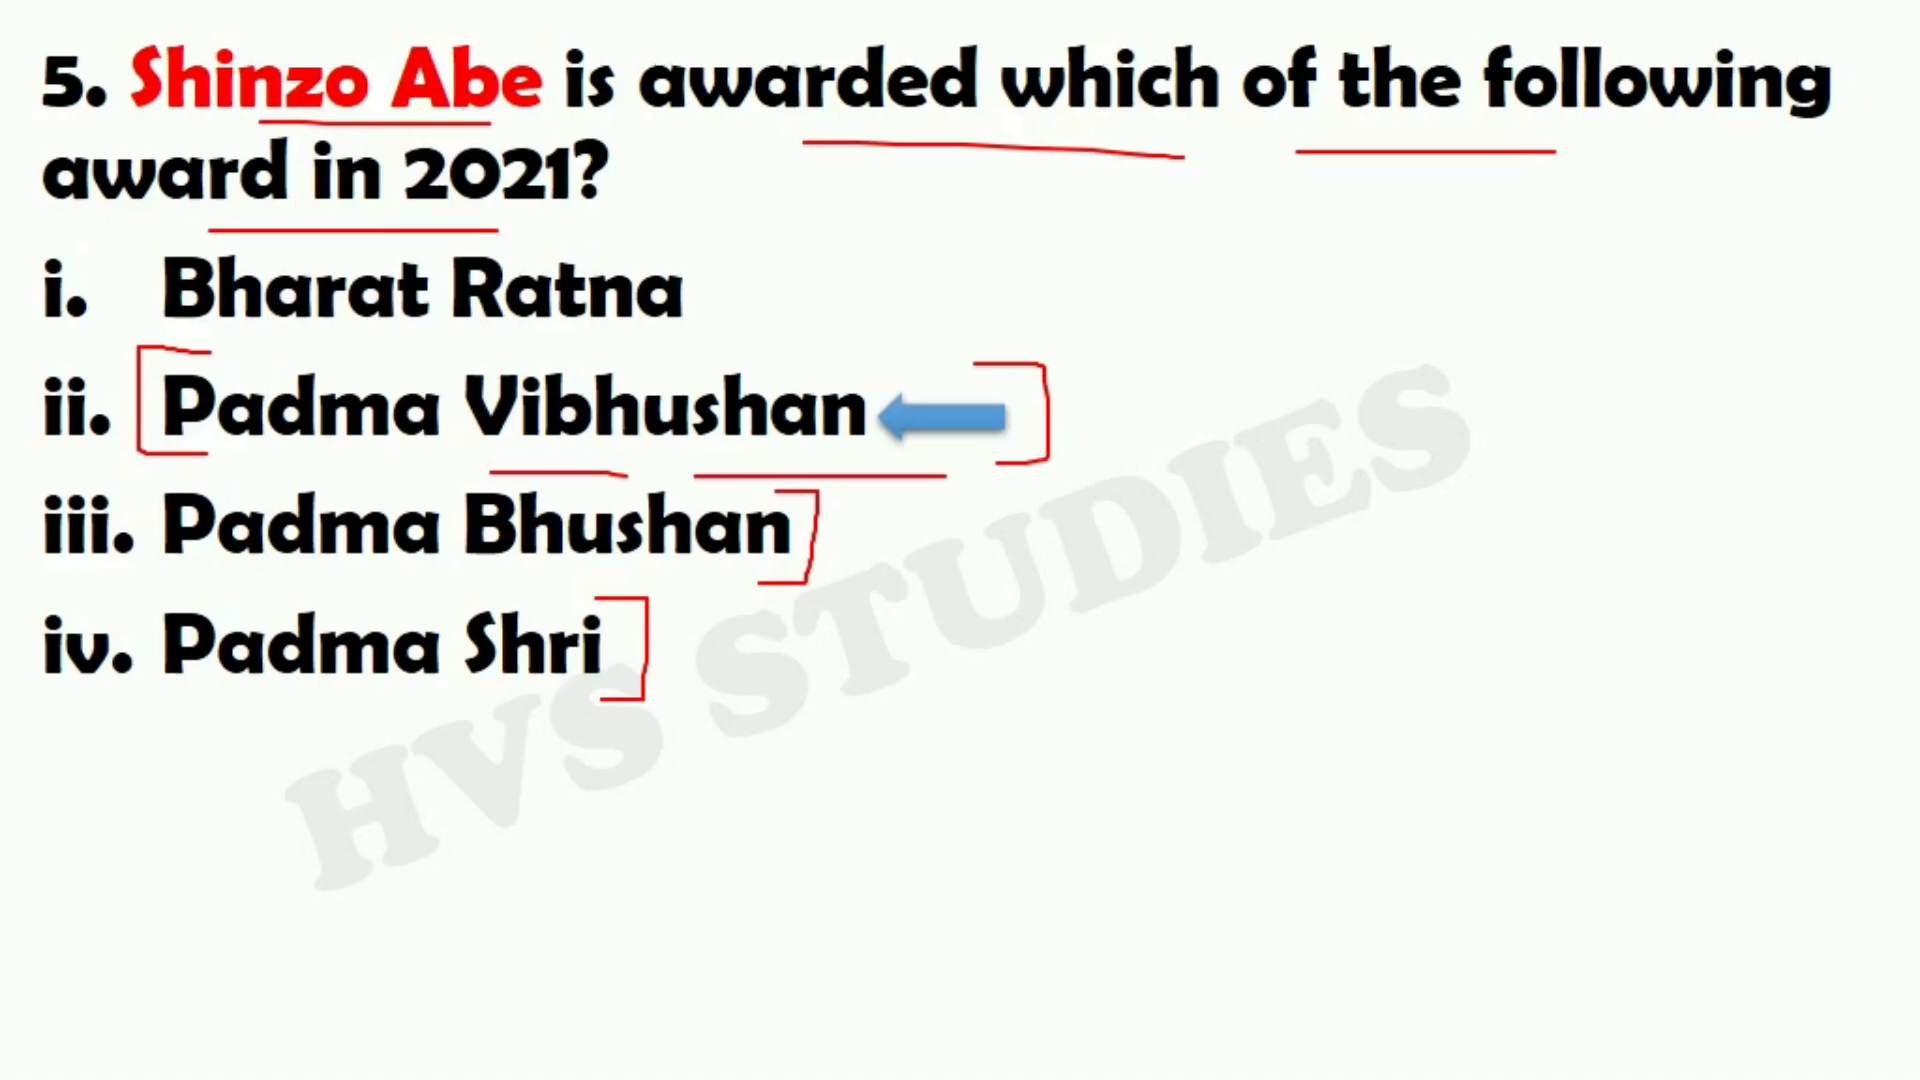 5. Shinzo Abe is awarded which of the following
award in 2021?
i. Bharat Ratna
ii. Padma Vibhushan
iii. Padma Bhushan
iv. Padma Shri
HVS STUDIES